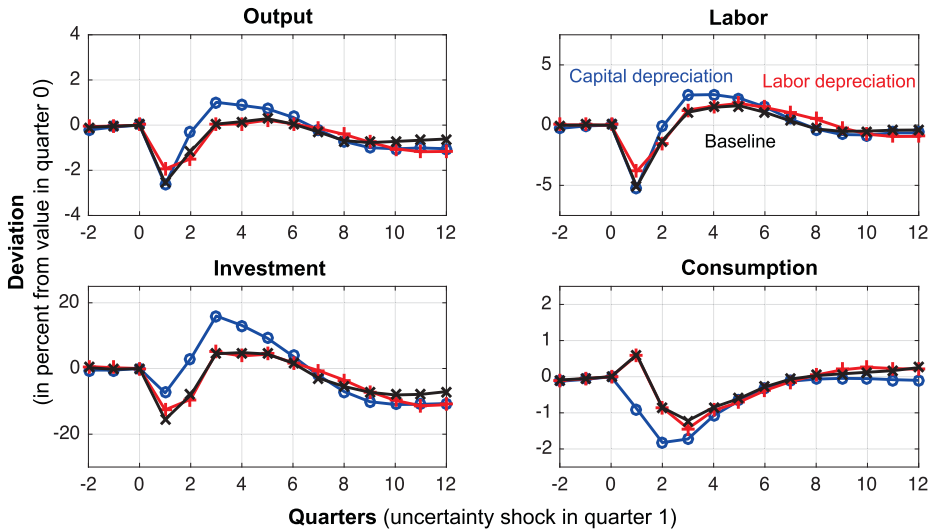 Output
4
2
0
-2
-4
-2 0 2 4 6 8 10 12
Labor
5
0
-5
Capital depreciation
Labor depreciation
Baseline
-2 0 2 4 6 8 10 12
Deviation
(in percent from value in quarter 0)
Investment
20
0
-20
-2 0 2 4 6 8 10 12
Consumption
2
1
0
-1
-2
-2 0 2 4 6 8 10 12
Quarters (uncertainty shock in quarter 1)